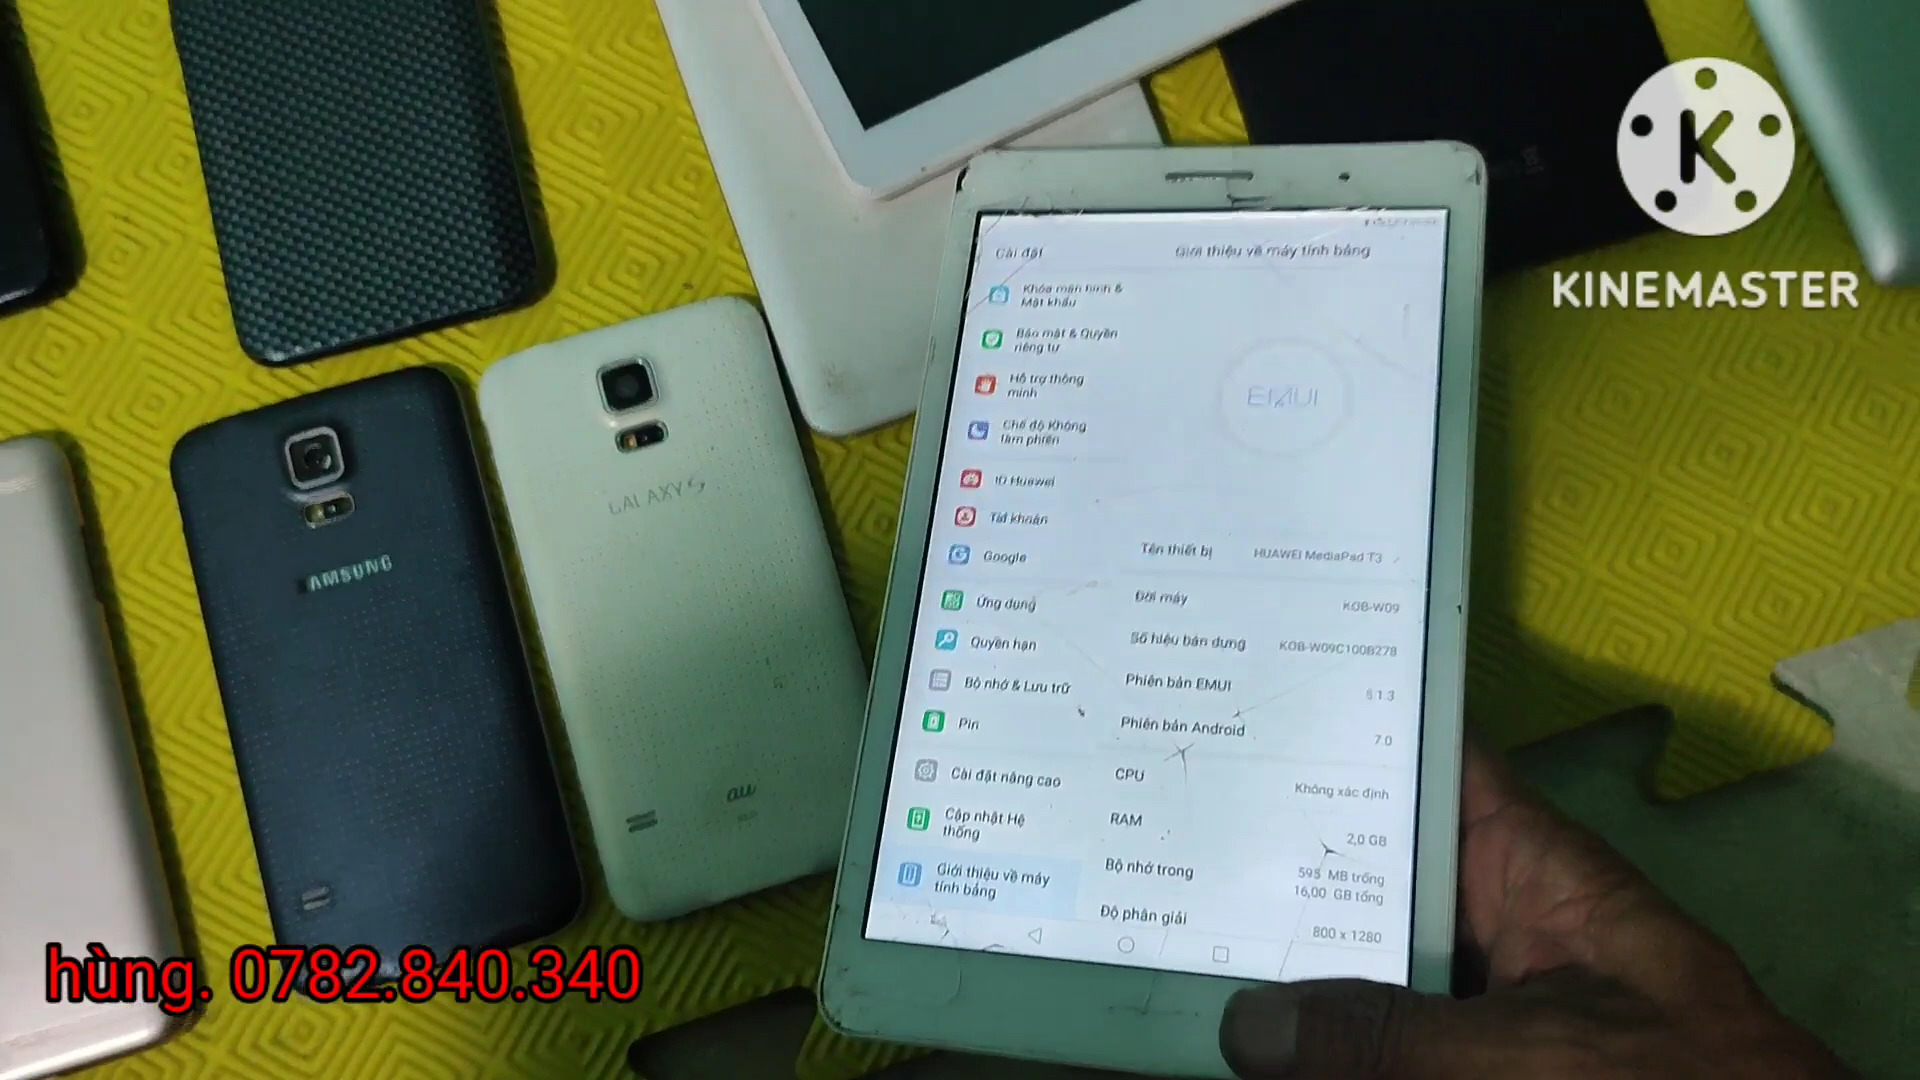 K
KINEMASTER
Cài đặt
Giới thiệu về máy tính bảng
Khóa màn hình &
Mật khẩu
Bảo mật & Quyền
riêng tư
Hỗ trợ thông
minh
Chế độ Không
làm phiền
ID Huawei
Tài khoản
Google
Ứng dụng
Quyền hạn
Bộ nhớ & Lưu trữ
Pin
Cài đặt nâng cao
Cập nhật Hệ
thống
Giới thiệu về máy
tính bảng
EMUI
Tên thiết bị HUAWEI MediaPad T3
Đời máy KOB-W09
Số hiệu bản dựng KOB-W09C100B278
Phiên bản EMUI 5.1.3
Phiên bản Android 7.0
CPU Không xác định
RAM 2,0 GB
Bộ nhớ trong 595 MB trống
16,00 GB tổng
Độ phân giải 800 x 1280
SAMSUNG
GALAXY S
au
hùng. 0782.840.340